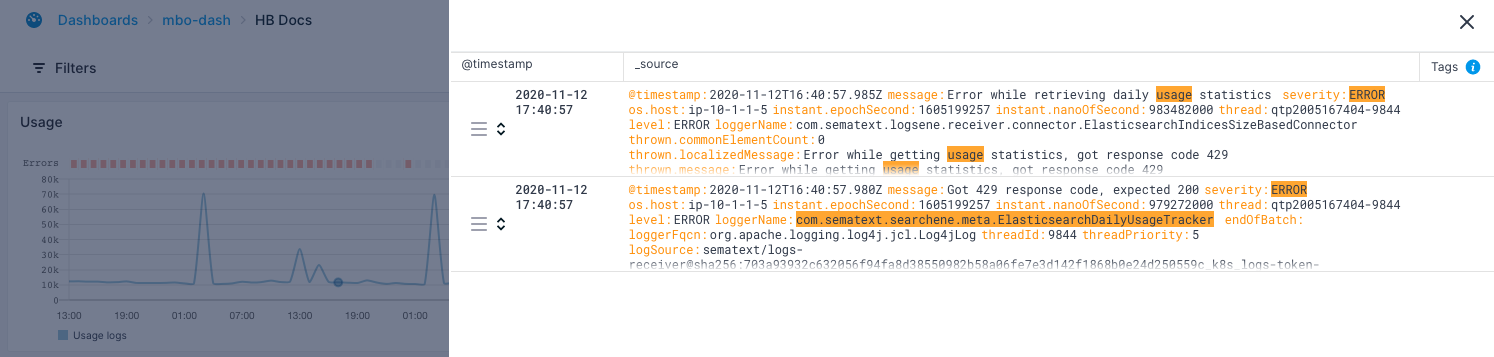 Dashboards > mbo-dash > HB Docs
Filters
Usage
Errors
80k
70k
60k
50k
40k
30k
20k
10k
0
13:00 19:00 01:00 07:00 13:00 19:00 01:00
Usage logs
@timestamp _source Tags
2020-11-12
17:40:57
@timestamp:2020-11-12T16:40:57.985Z message:Error while retrieving daily usage statistics severity:ERROR
os.host:ip-10-1-1-5 instant.epochSecond:1605199257 instant.nanoOfSecond:983482000 thread:qtp2005167404-9844
level:ERROR loggerName:com.sematext.logsene.receiver.connector.ElasticsearchIndicesSizeBasedConnector
thrown.commonElementCount:0
thrown.localizedMessage:Error while getting usage statistics, got response code 429
thrown.message:Error while getting usage statistics, got response code 429
2020-11-12
17:40:57
@timestamp:2020-11-12T16:40:57.980Z message:Got 429 response code, expected 200 severity:ERROR
os.host:ip-10-1-1-5 instant.epochSecond:1605199257 instant.nanoOfSecond:979272000 thread:qtp2005167404-9844
level:ERROR loggerName:com.sematext.searchene.meta.ElasticsearchDailyUsageTracker endOfBatch:
loggerFqcn:org.apache.logging.log4j.jcl.Log4jLog threadId:9844 threadPriority:5
logSource:sematext/logs-
receiver@sha256:703a93932c632056f94fa8d38550982b58a06fe7e3d142f1868b0e24d250559c_k8s_logs-token-